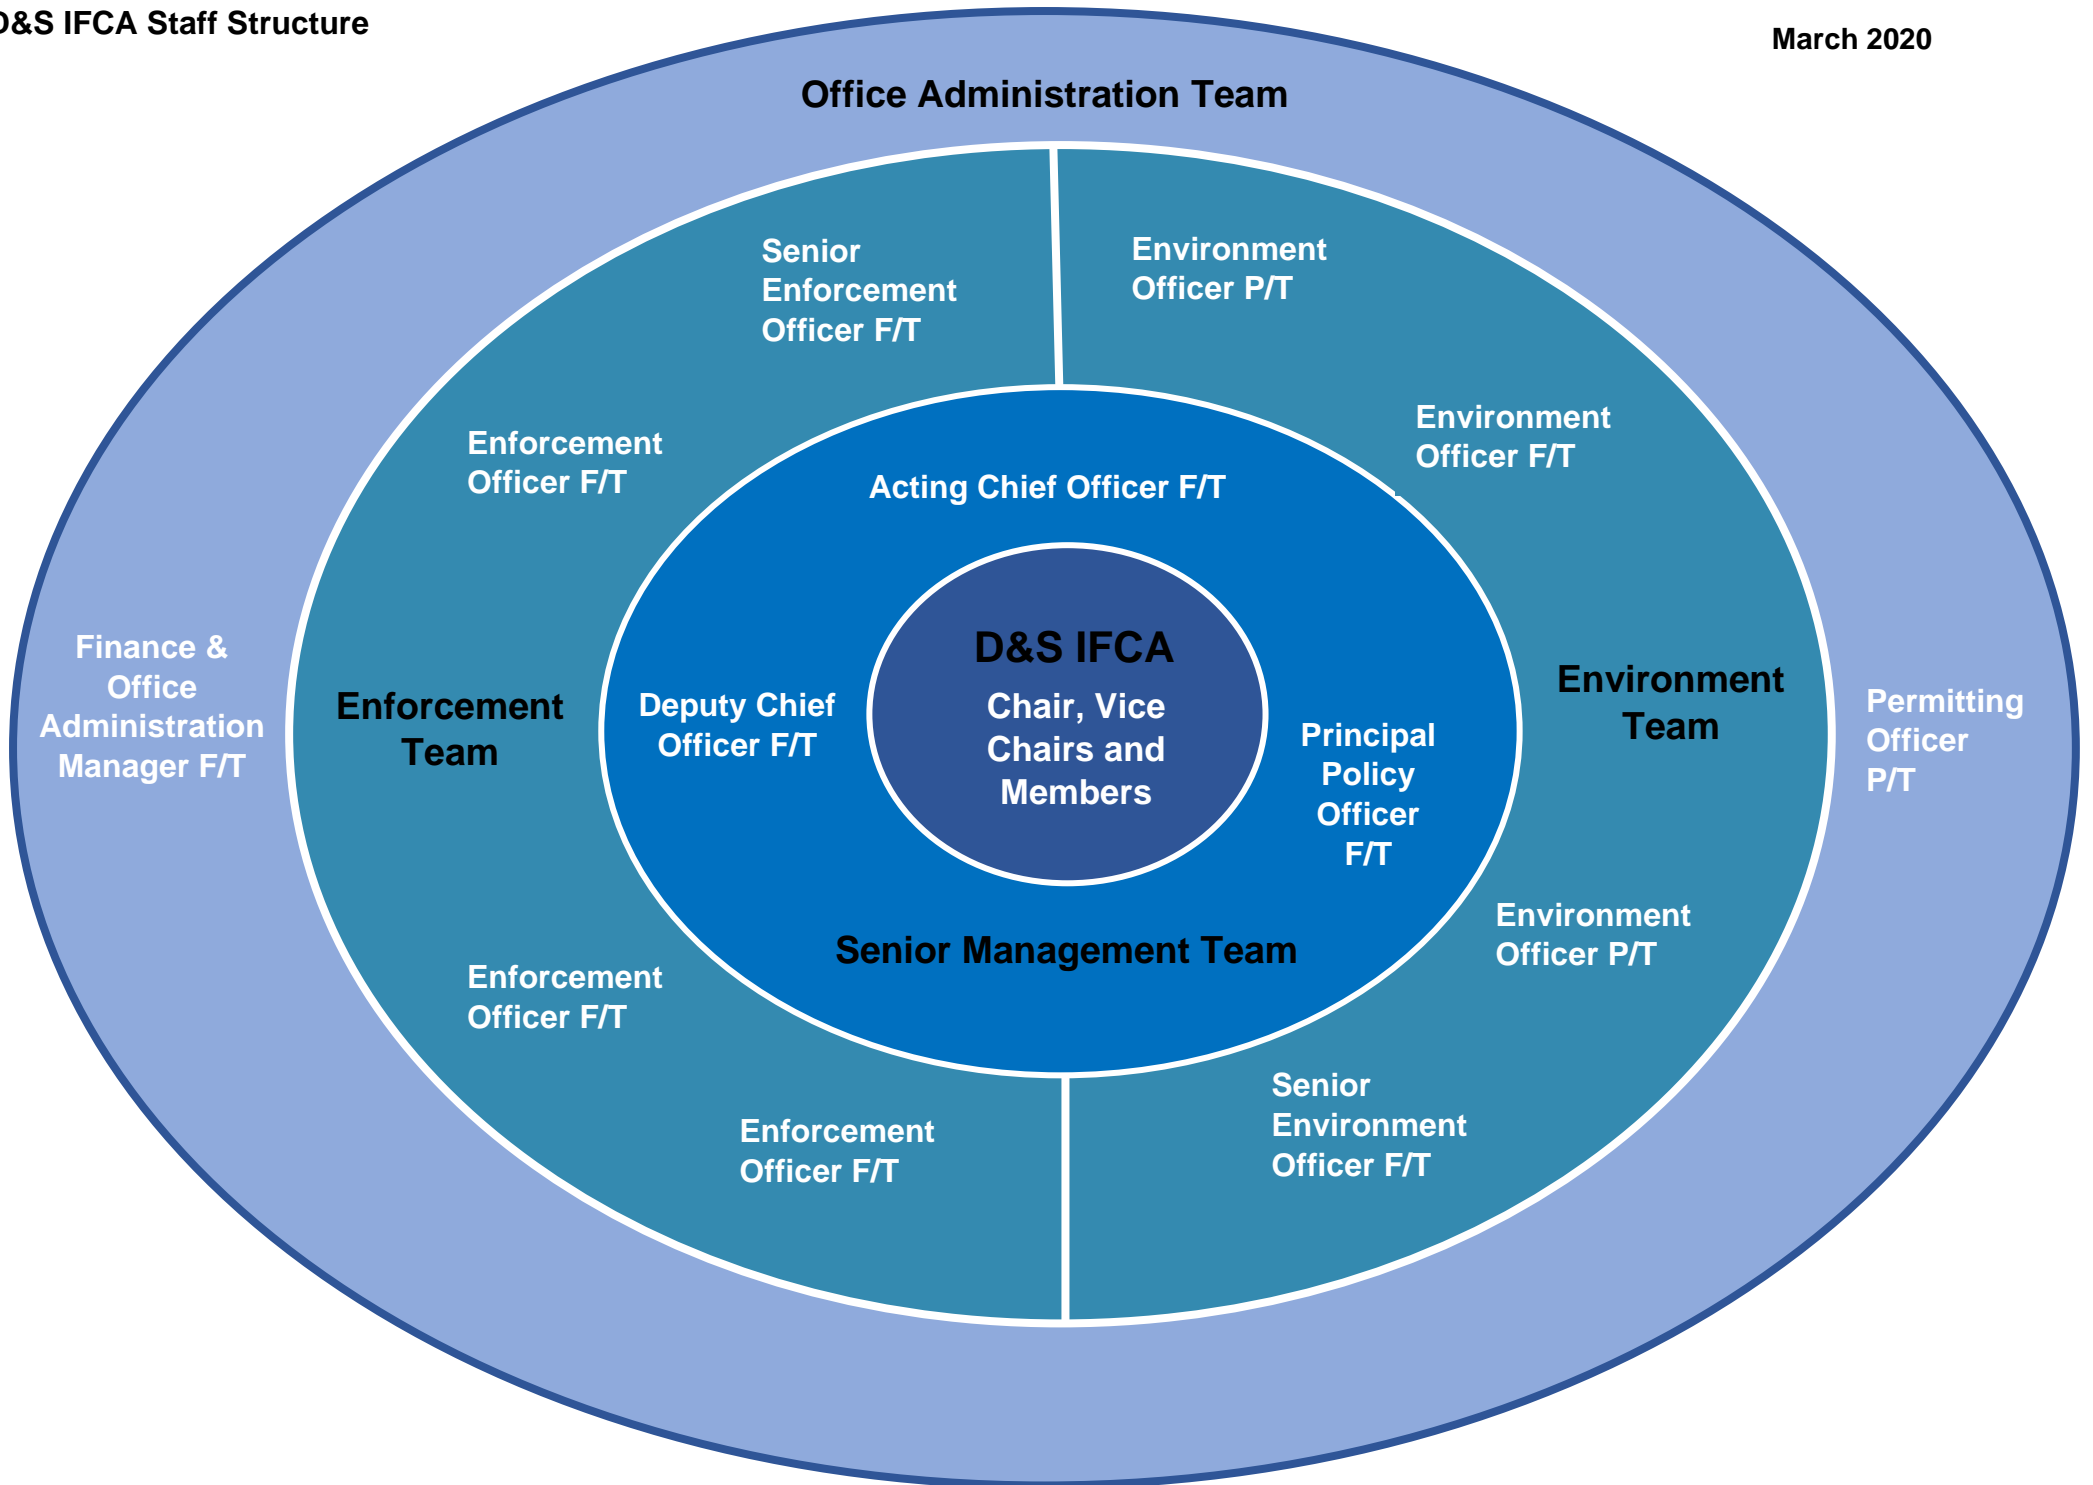 D&S IFCA Staff Structure
March 2020
Office Administration Team
Senior
Enforcement
Officer F/T
Environment
Officer P/T
Enforcement
Officer F/T
Environment
Officer F/T
Acting Chief Officer F/T
Finance &
Office
Administration
Manager F/T
Enforcement
Team
Deputy Chief
Officer F/T
D&S IFCA
Chair, Vice
Chairs and
Members
Principal
Policy
Officer
F/T
Environment
Team
Permitting
Officer
P/T
Senior Management Team
Environment
Officer P/T
Enforcement
Officer F/T
Enforcement
Officer F/T
Senior
Environment
Officer F/T